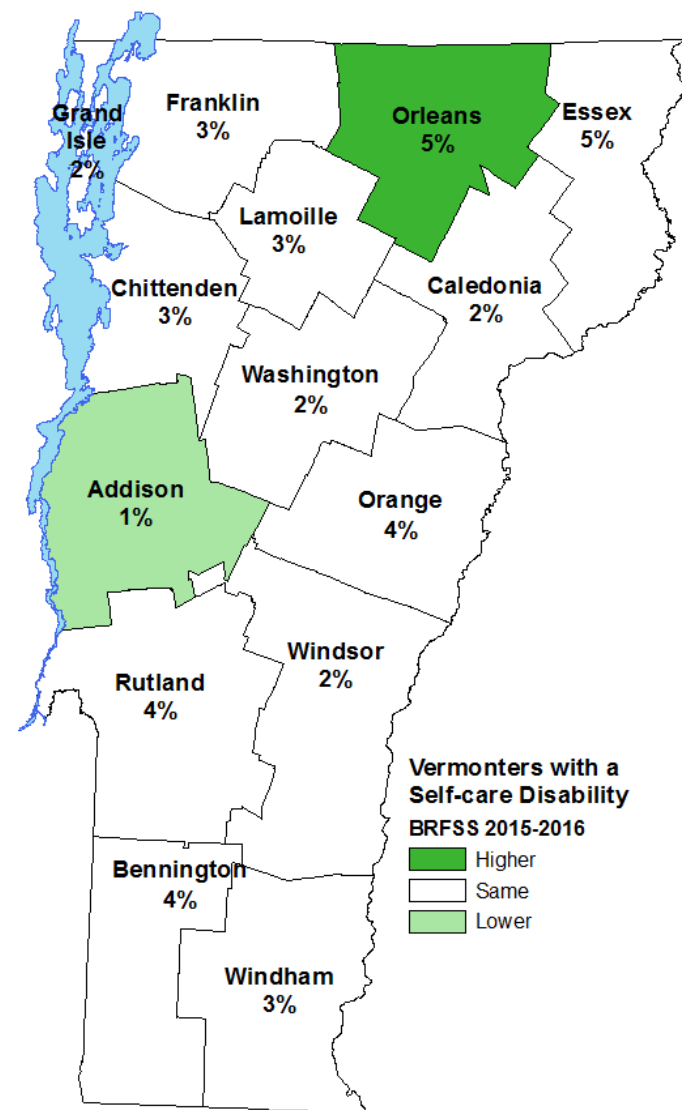 Grand
Isle
2%
Franklin
3%
Orleans
5%
Essex
5%
Lamoille
3%
Chittenden
3%
Caledonia
2%
Washington
2%
Addison
1%
Orange
4%
Windsor
2%
Rutland
4%
Bennington
4%
Windham
3%
Vermonters with a
Self-care Disability
BRFSS 2015-2016
Higher
Same
Lower